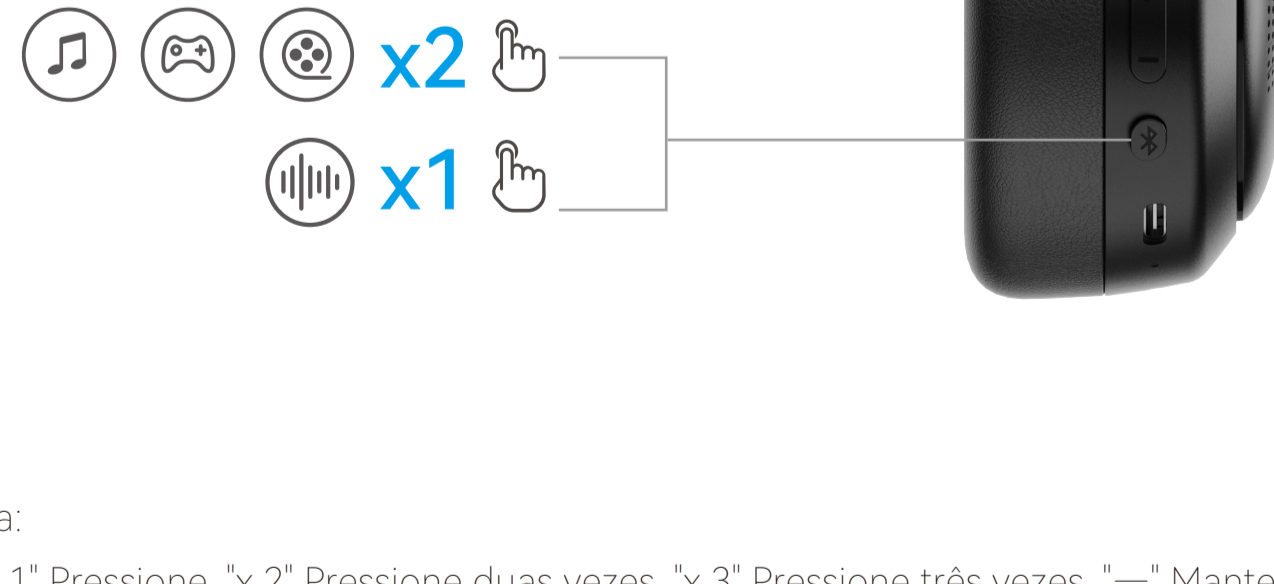 x2
x1
a:
1" Pressione, "x 2" Pressione duas vezes, "x 3" Pressione três vezes, "—" Mante